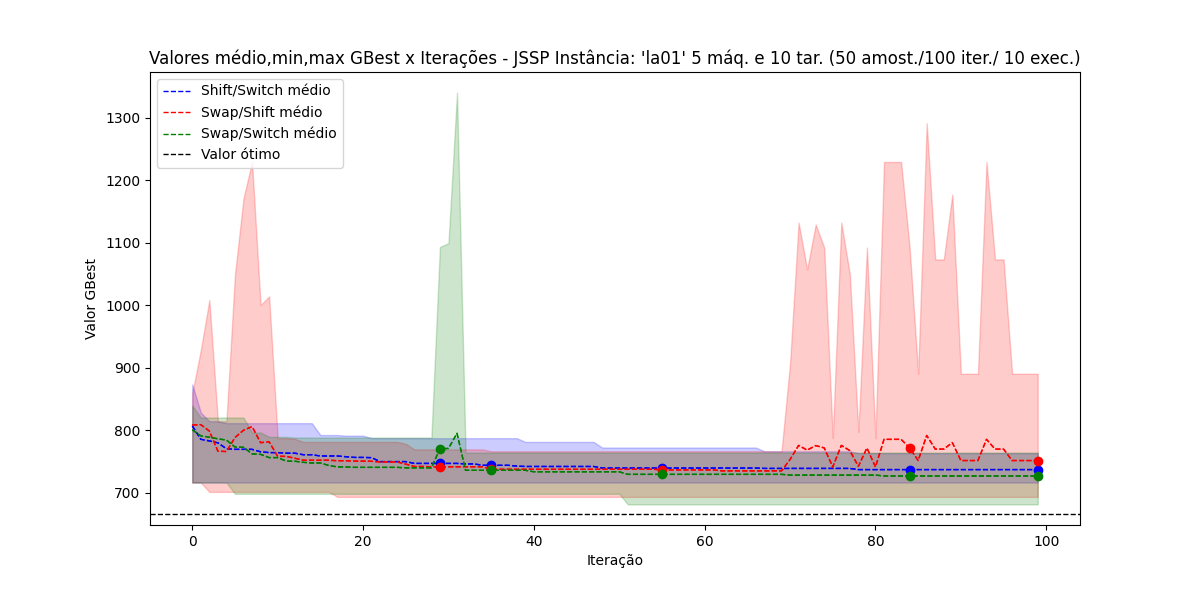 Valores médio,min,max GBest x Iterações - JSSP Instância: 'la01' 5 máq. e 10 tar. (50 amost./100 iter./ 10 exec.)
Shift/Switch médio
Swap/Shift médio
Swap/Switch médio
Valor ótimo
1300
1200
1100
1000
900
800
700
Valor GBest
0 20 40 60 80 100
Iteração